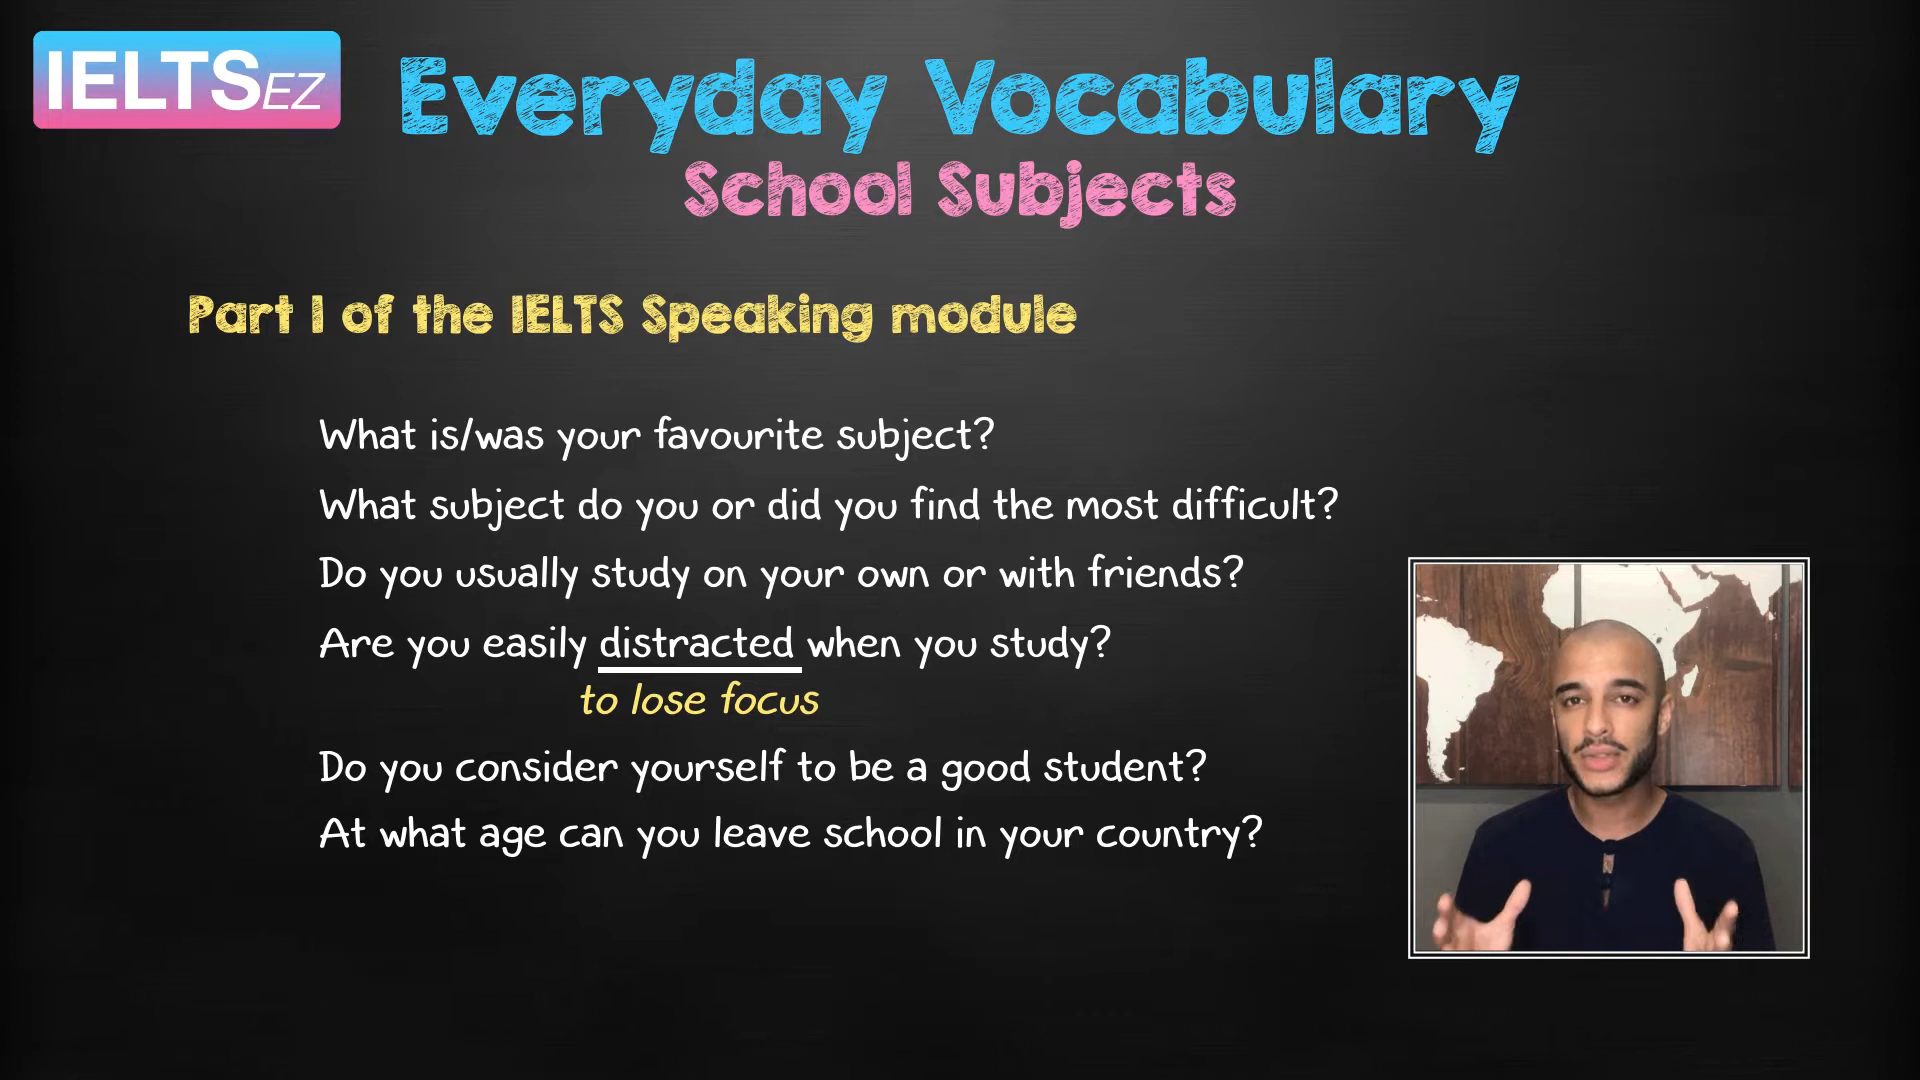 IELTS EZ
Everyday Vocabulary
School Subjects
Part 1 of the IELTS Speaking module
What is/was your favourite subject?
What subject do you or did you find the most difficult?
Do you usually study on your own or with friends?
Are you easily distracted when you study?
to lose focus
Do you consider yourself to be a good student?
At what age can you leave school in your country?